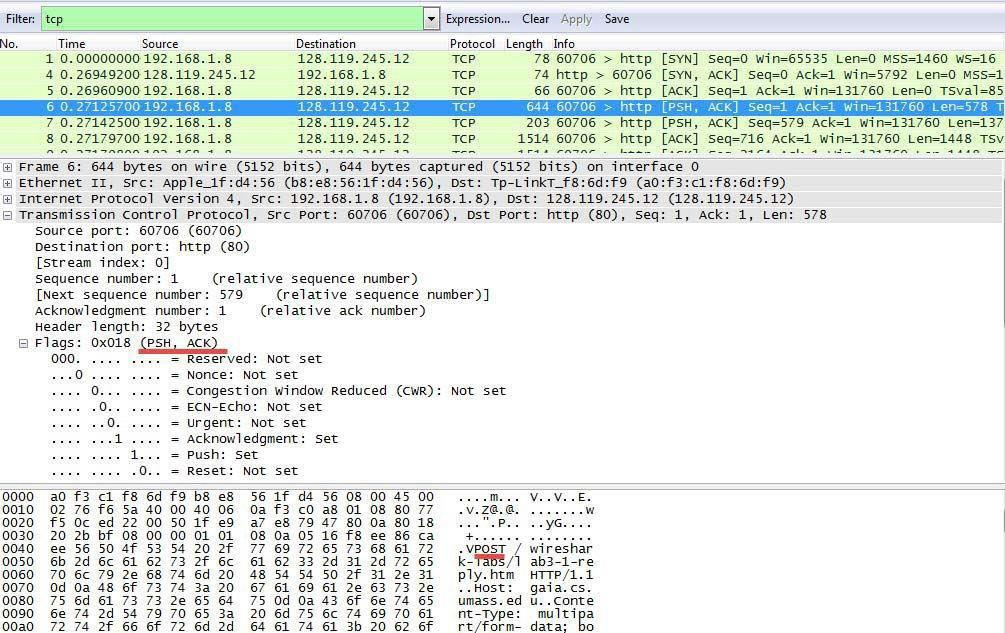 Filter: tcp Expression... Clear Apply Save
No. Time Source Destination Protocol Length Info
1 0.00000000 192.168.1.8 128.119.245.12 TCP 78 60706 > http [SYN] Seq=0 Win=65535 Len=0 MSS=1460 WS=16
4 0.26949200 128.119.245.12 192.168.1.8 TCP 74 http > 60706 [SYN, ACK] Seq=0 Ack=1 Win=5792 Len=0 MSS=1
5 0.26960900 192.168.1.8 128.119.245.12 TCP 66 60706 > http [ACK] Seq=1 Ack=1 Win=131760 Len=0 TSval=85
6 0.27125700 192.168.1.8 128.119.245.12 TCP 644 60706 > http [PSH, ACK] Seq=1 Ack=1 Win=131760 Len=578 T
7 0.27142500 192.168.1.8 128.119.245.12 TCP 203 60706 > http [PSH, ACK] Seq=579 Ack=1 Win=131760 Len=137
8 0.27179700 192.168.1.8 128.119.245.12 TCP 1514 60706 > http [ACK] Seq=716 Ack=1 Win=131760 Len=1448 TSv
Frame 6: 644 bytes on wire (5152 bits), 644 bytes captured (5152 bits) on interface 0
Ethernet II, Src: Apple_1f:d4:56 (b8:e8:56:1f:d4:56), Dst: Tp-LinkT_f8:6d:f9 (a0:f3:c1:f8:6d:f9)
Internet Protocol Version 4, Src: 192.168.1.8 (192.168.1.8), Dst: 128.119.245.12 (128.119.245.12)
Transmission Control Protocol, Src Port: 60706 (60706), Dst Port: http (80), Seq: 1, Ack: 1, Len: 578
Source port: 60706 (60706)
Destination port: http (80)
[Stream index: 0]
Sequence number: 1 (relative sequence number)
[Next sequence number: 579 (relative sequence number)]
Acknowledgment number: 1 (relative ack number)
Header length: 32 bytes
Flags: 0x018 (PSH, ACK)
000. .... .... = Reserved: Not set
...0 .... .... = Nonce: Not set
.... 0... .... = Congestion Window Reduced (CWR): Not set
.... .0.. .... = ECN-Echo: Not set
.... ..0. .... = Urgent: Not set
.... ...1 .... = Acknowledgment: Set
.... .... 1... = Push: Set
.... .... .0.. = Reset: Not set
0000 a0 f3 c1 f8 6d f9 b8 e8 56 1f d4 56 08 00 45 00 ....m... V..V..E.
0010 02 76 f6 5a 40 00 40 06 0a f3 c0 a8 01 08 80 77 .v.Z@.@. .......w
0020 f5 0c ed 22 00 50 1f e9 a7 e8 79 47 80 0a 80 18 ...".P.. ..yG....
0030 20 2b bf 08 00 00 01 01 08 0a 05 16 f8 ee 86 ca +...... ........
0040 ee 56 50 4f 53 54 20 2f 77 69 72 65 73 68 61 72 .VPOST / wireshar
0050 6b 2d 6c 61 62 73 2f 6c 61 62 33 2d 31 2d 72 65 k-labs/l ab3-1-re
0060 70 6c 79 2e 68 74 6d 20 48 54 54 50 2f 31 2e 31 ply.htm HTTP/1.1
0070 0d 0a 48 6f 73 74 3a 20 67 61 69 61 2e 63 73 2e ..Host: gaia.cs.
0080 75 6d 61 73 73 2e 65 64 75 0d 0a 43 6f 6e 74 65 umass.ed u..Conte
0090 6e 74 2d 54 79 70 65 3a 20 6d 75 6c 74 69 70 61 nt-Type: multipa
00a0 72 74 2f 66 6f 72 6d 2d 64 61 74 61 3b 20 62 6f rt/form- data; bo